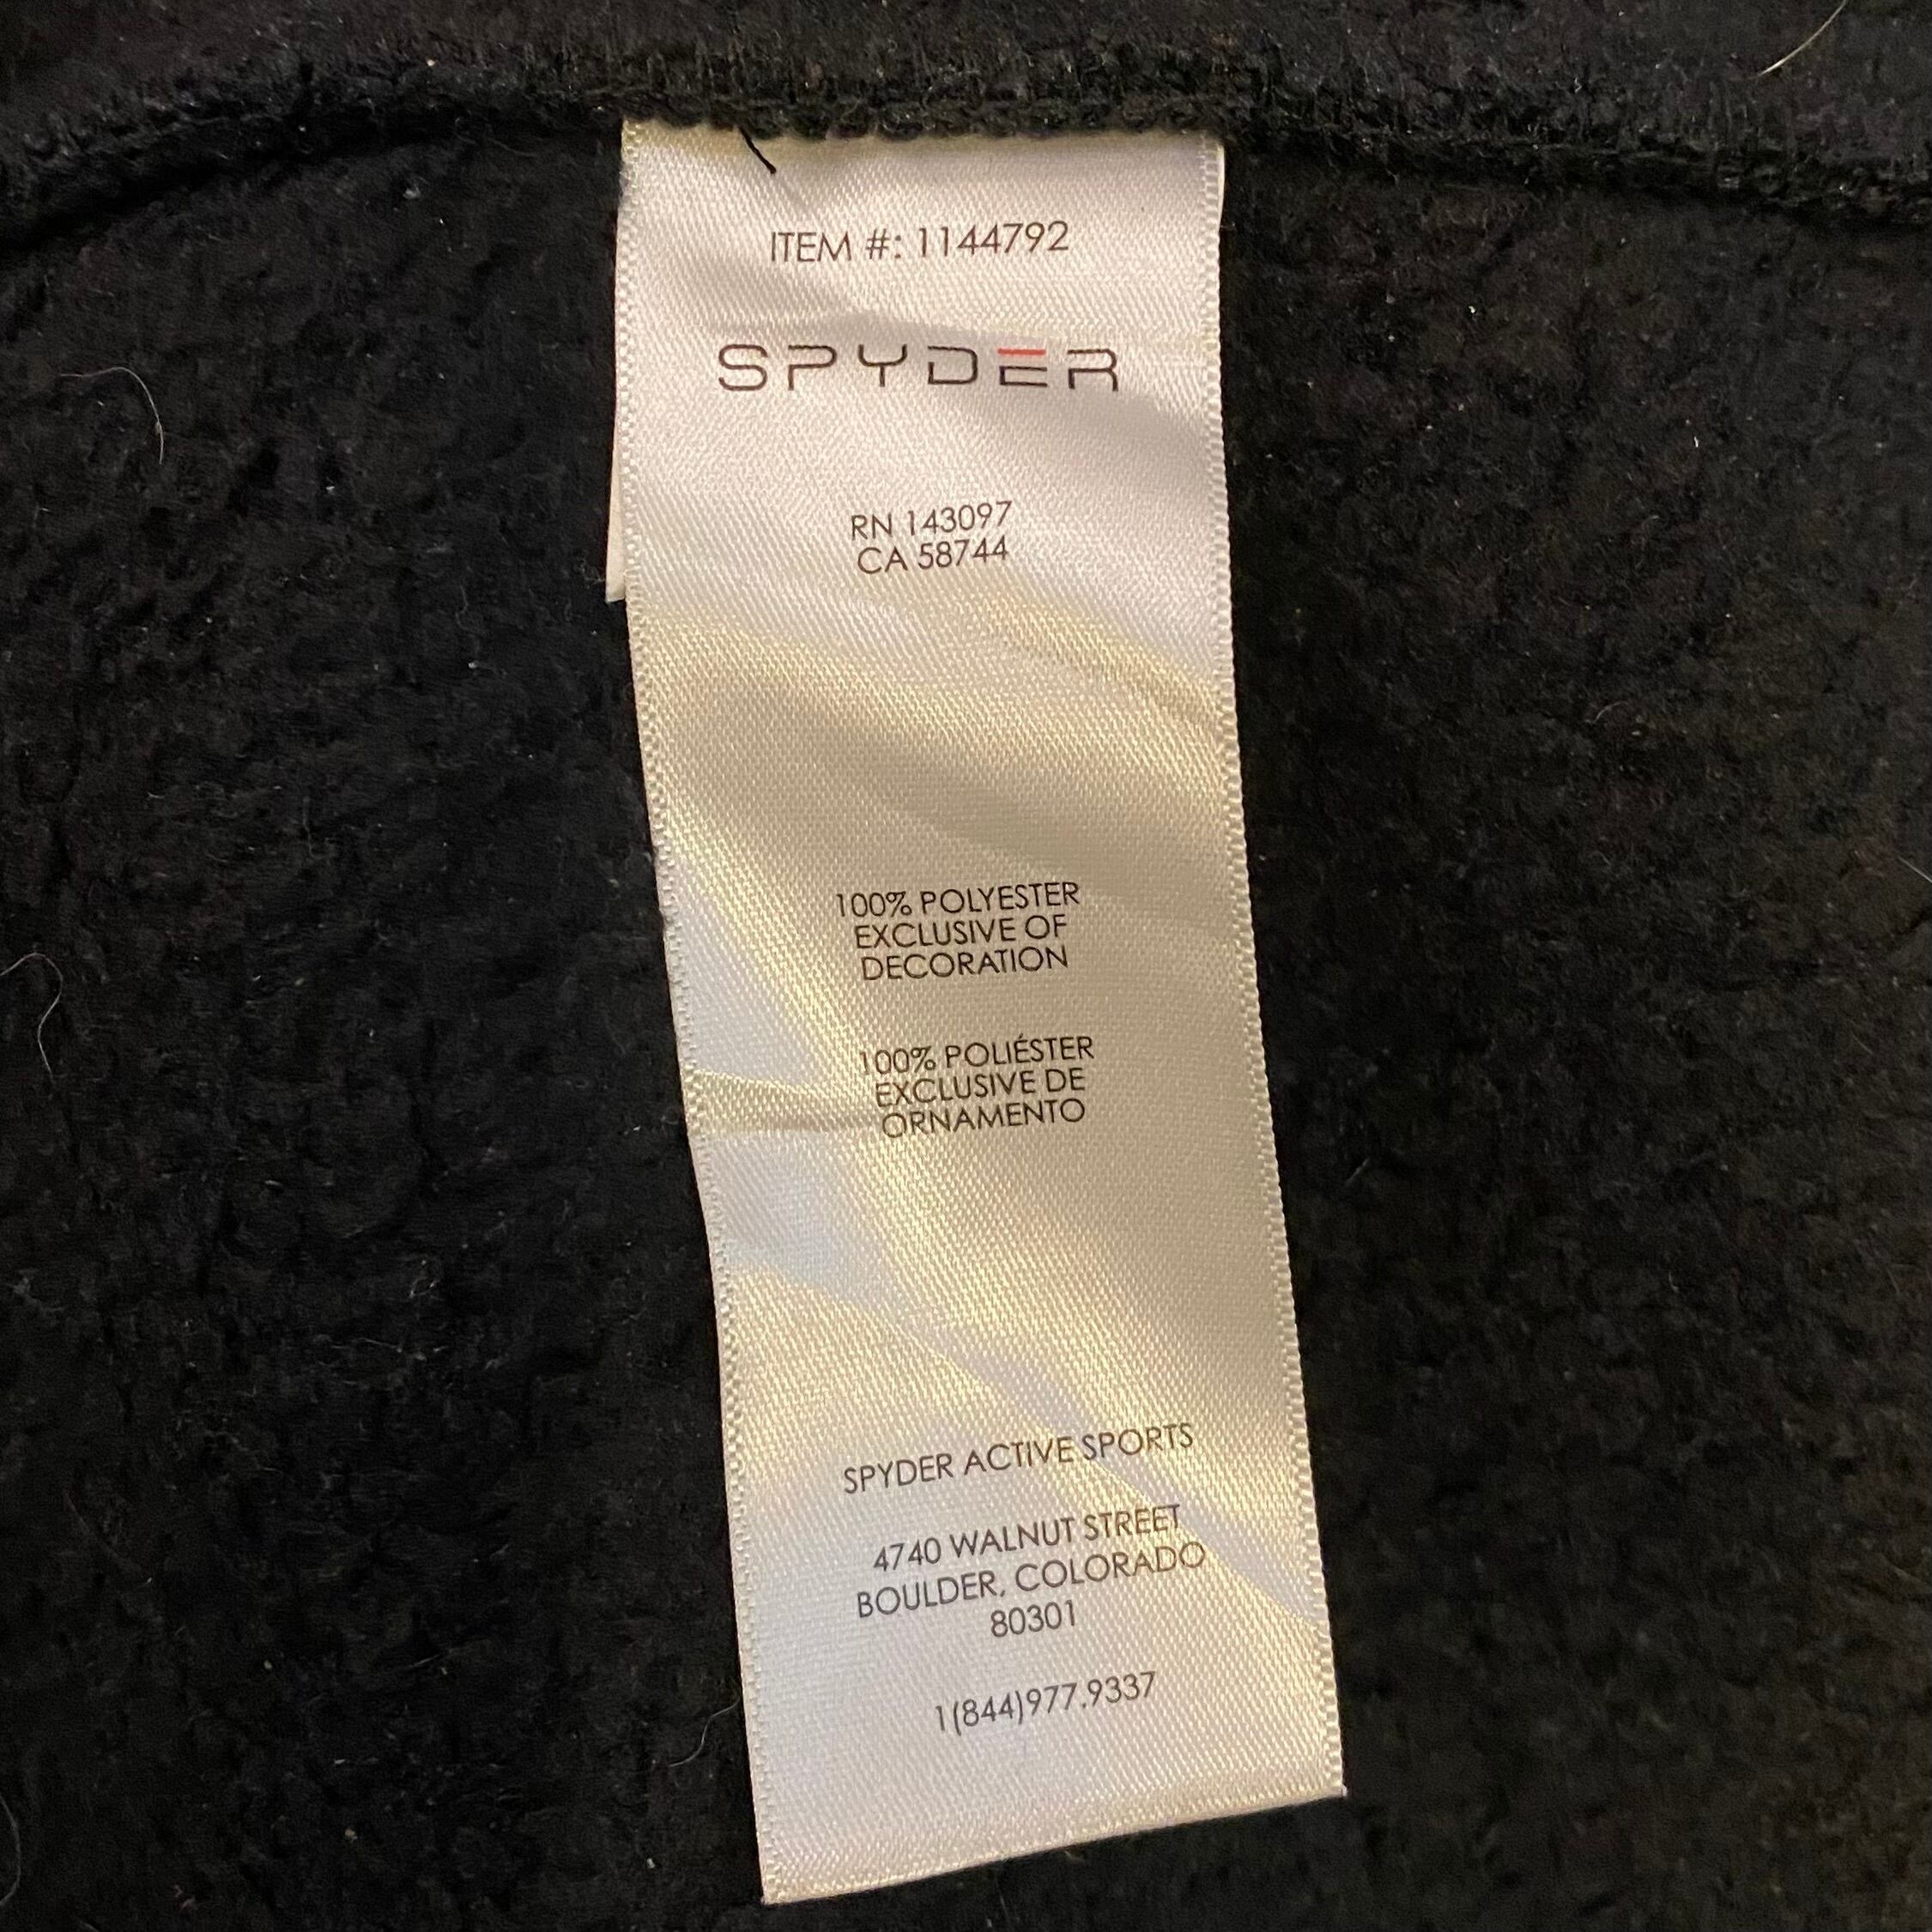 ITEM #: 1144792
SPYDER
RN 143097
CA 58744
100% POLYESTER
EXCLUSIVE OF
DECORATION
100% POLIÉSTER
EXCLUSIVE DE
ORNAMENTO
SPYDER ACTIVE SPORTS
4740 WALNUT STREET
BOULDER, COLORADO
80301
1(844)977.9337